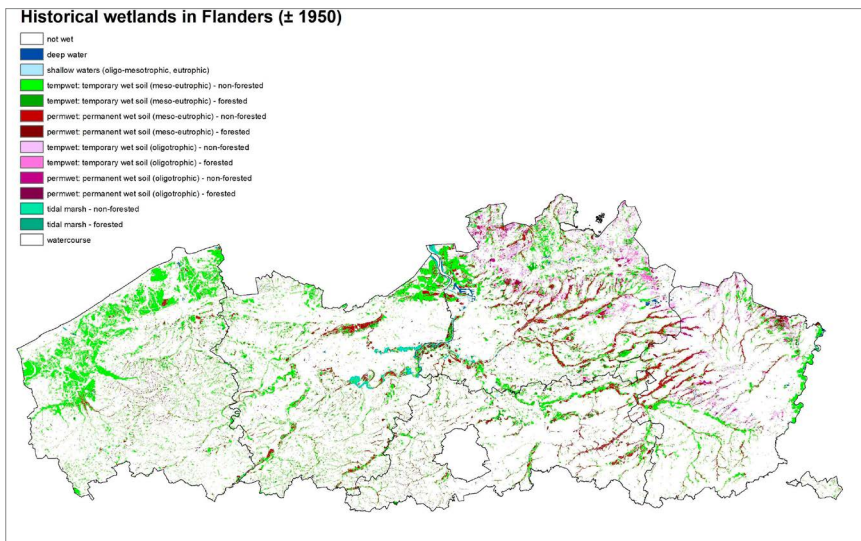 Historical wetlands in Flanders (± 1950)
not wet
deep water
shallow waters (oligo-mesotrophic, eutrophic)
tempwet: temporary wet soil (meso-eutrophic) - non-forested
tempwet: temporary wet soil (meso-eutrophic) - forested
permwet: permanent wet soil (meso-eutrophic) - non-forested
permwet: permanent wet soil (meso-eutrophic) - forested
tempwet: temporary wet soil (oligotrophic) - non-forested
tempwet: temporary wet soil (oligotrophic) - forested
permwet: permanent wet soil (oligotrophic) - non-forested
permwet: permanent wet soil (oligotrophic) - forested
tidal marsh - non-forested
tidal marsh - forested
watercourse